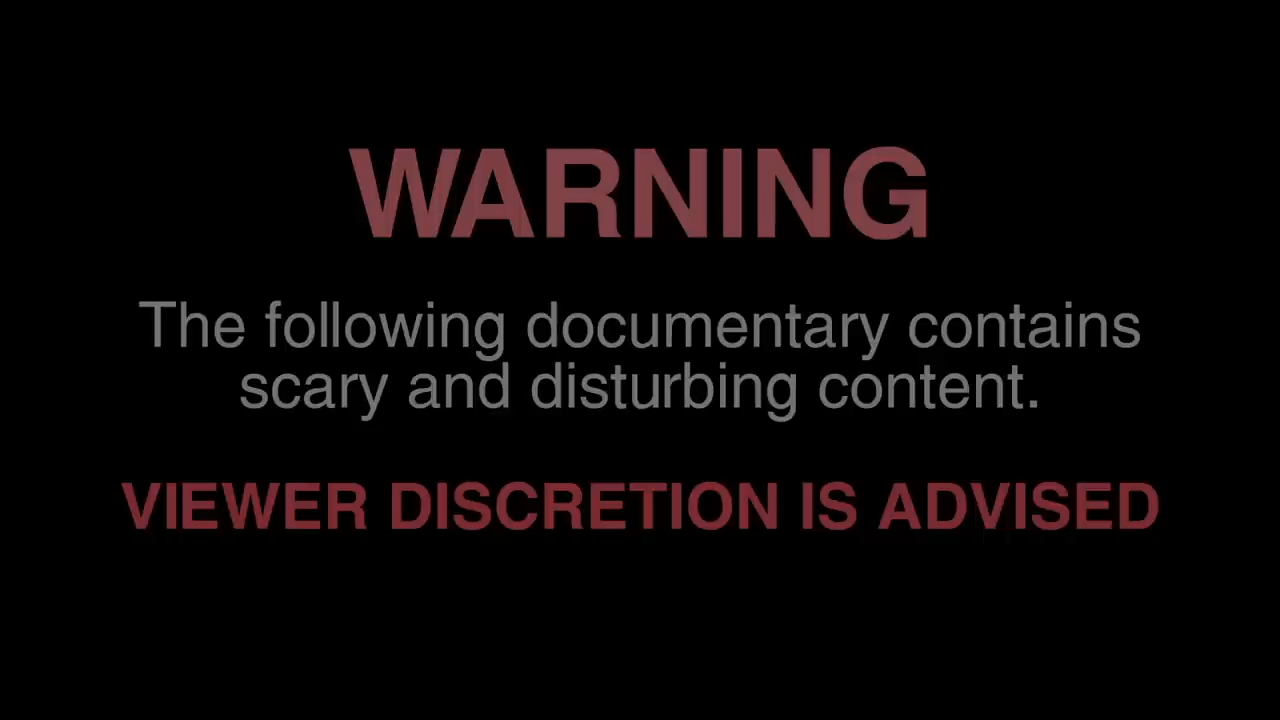 WARNING
The following documentary contains
scary and disturbing content.
VIEWER DISCRETION IS ADVISED